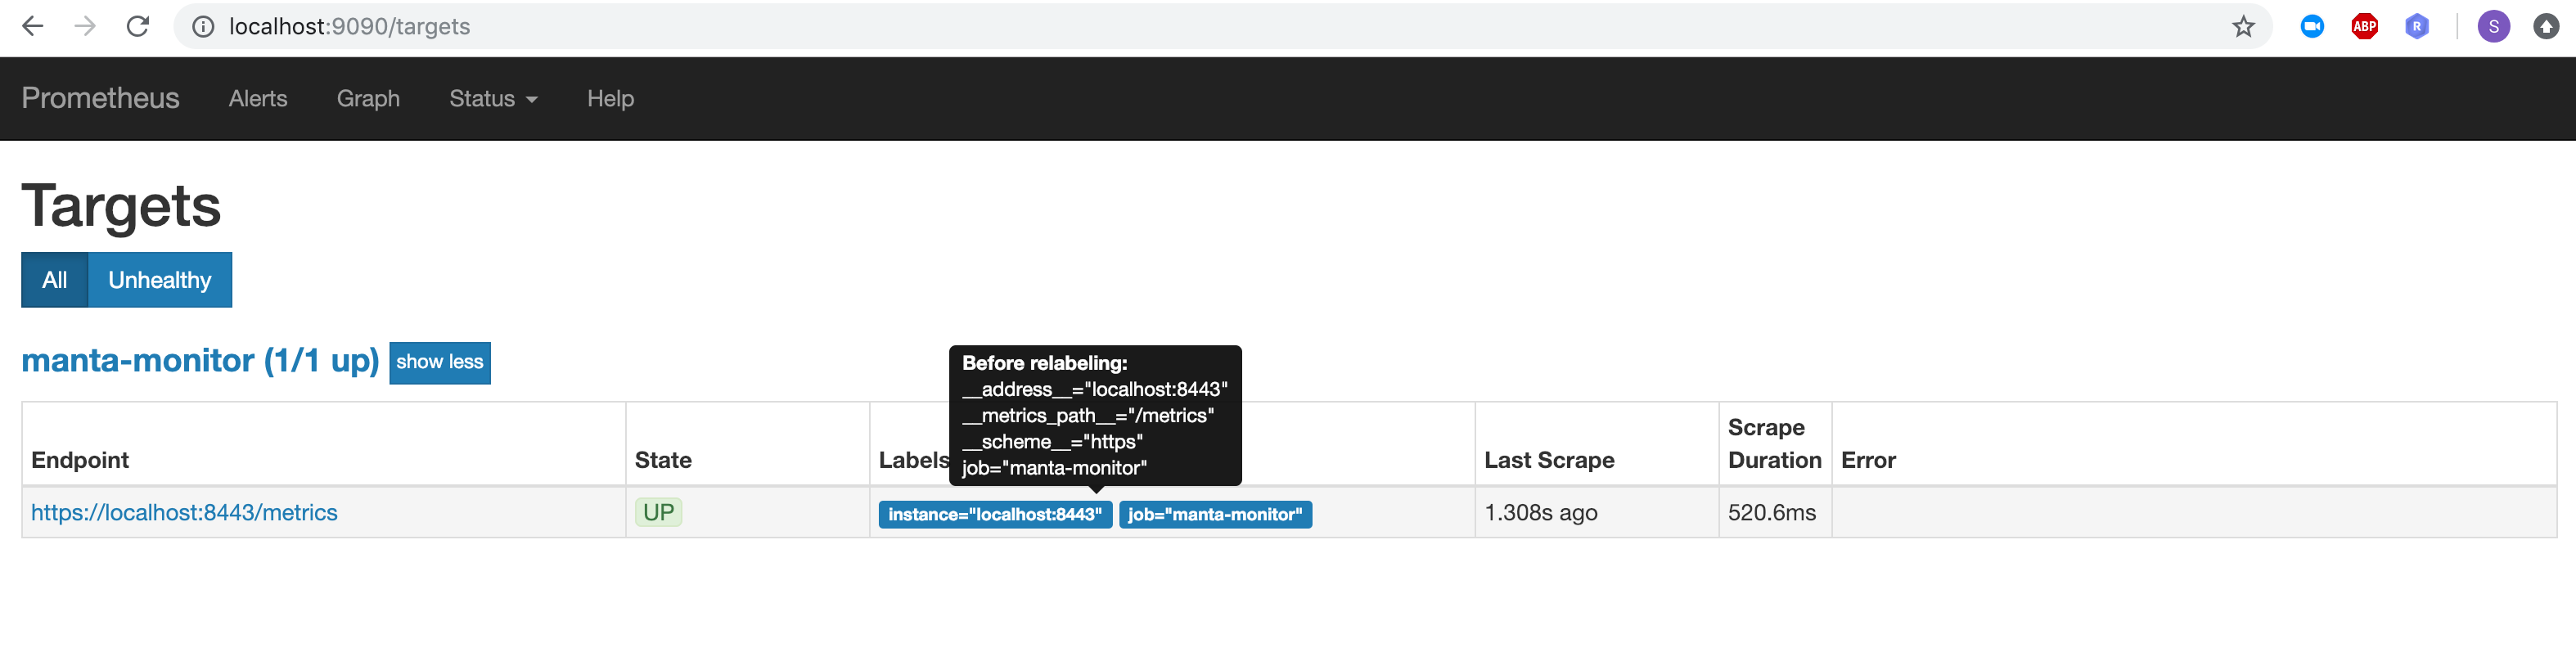 localhost:9090/targets
ABP
R
S
Prometheus Alerts Graph Status Help
Targets
All Unhealthy
manta-monitor (1/1 up) show less
Before relabeling:
__address__="localhost:8443"
__metrics_path__="/metrics"
__scheme__="https"
job="manta-monitor"
Endpoint State Labels Last Scrape Scrape Duration Error
https://localhost:8443/metrics UP instance="localhost:8443" job="manta-monitor" 1.308s ago 520.6ms